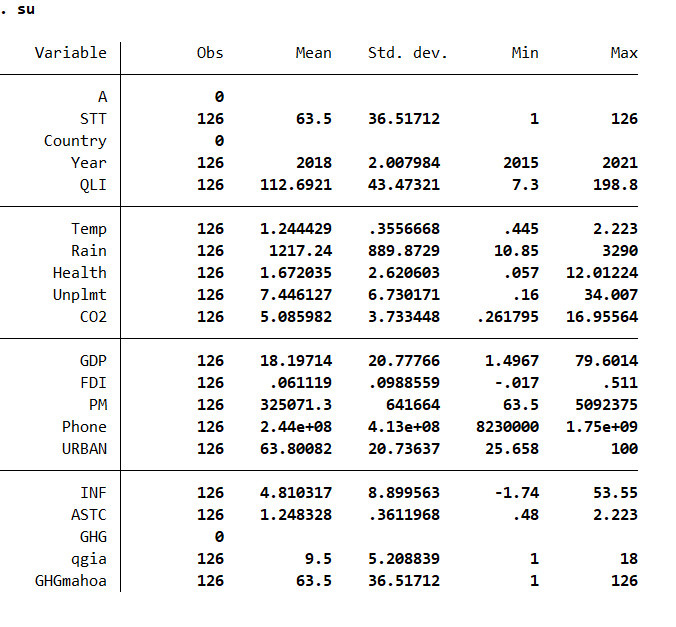 . su
Variable Obs Mean Std. dev. Min Max
A 0
STT 126 63.5 36.51712 1 126
Country 0
Year 126 2018 2.007984 2015 2021
QLI 126 112.6921 43.47321 7.3 198.8
Temp 126 1.244429 .3556668 .445 2.223
Rain 126 1217.24 889.8729 10.85 3290
Health 126 1.672035 2.620603 .057 12.01224
Unplmt 126 7.446127 6.730171 .16 34.007
CO2 126 5.085982 3.733448 .261795 16.95564
GDP 126 18.19714 20.77766 1.4967 79.6014
FDI 126 .061119 .0988559 -.017 .511
PM 126 325071.3 641664 63.5 5092375
Phone 126 2.44e+08 4.13e+08 8230000 1.75e+09
URBAN 126 63.80082 20.73637 25.658 100
INF 126 4.810317 8.899563 -1.74 53.55
ASTC 126 1.248328 .3611968 .48 2.223
GHG 0
qgia 126 9.5 5.208839 1 18
GHGmahoa 126 63.5 36.51712 1 126